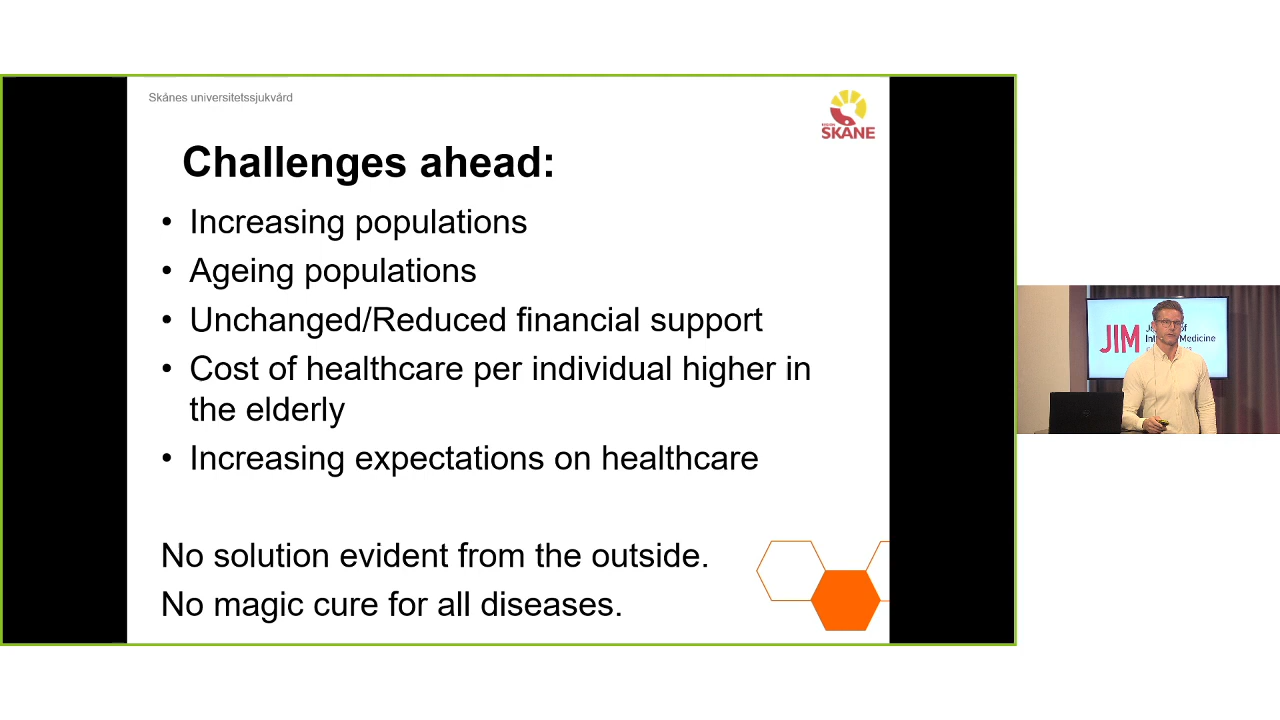 Skånes universitetssjukvård
REGION
SKÅNE
Challenges ahead:
• Increasing populations
• Ageing populations
• Unchanged/Reduced financial support
• Cost of healthcare per individual higher in
the elderly
• Increasing expectations on healthcare
No solution evident from the outside.
No magic cure for all diseases.
JIM
Medicine